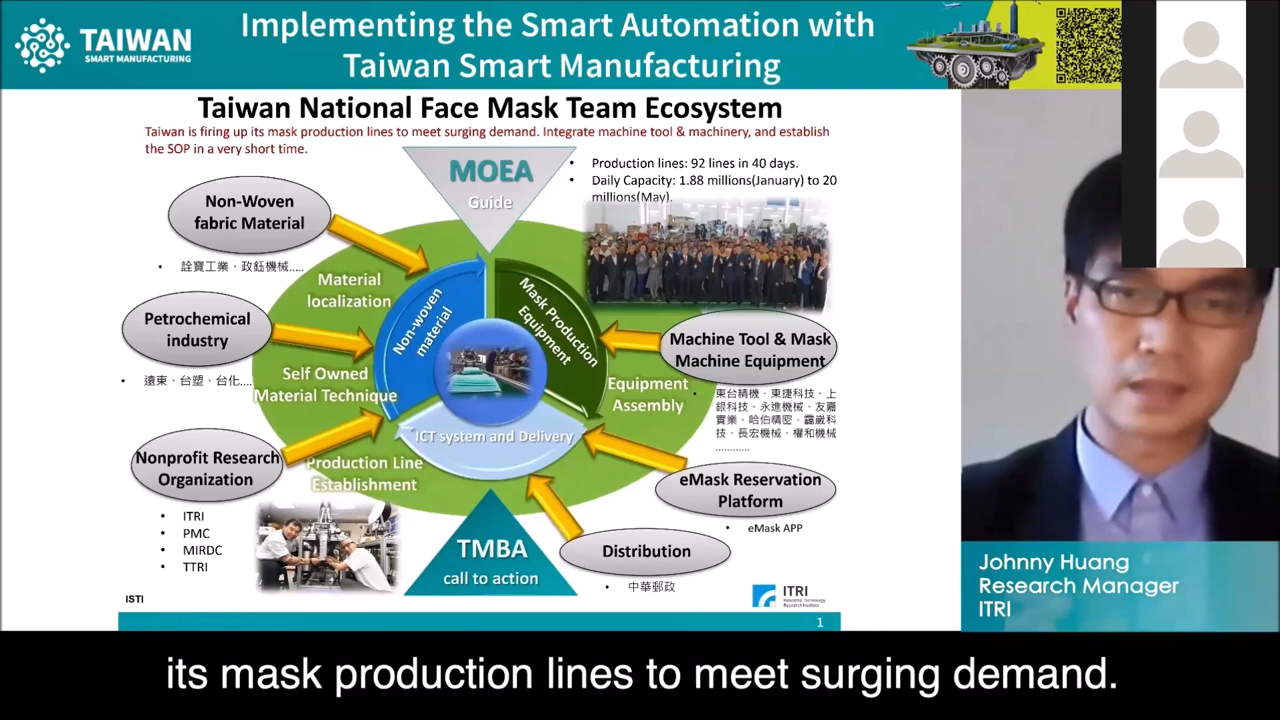 TAIWAN
SMART MANUFACTURING
Implementing the Smart Automation with
Taiwan Smart Manufacturing
Taiwan National Face Mask Team Ecosystem
Taiwan is firing up its mask production lines to meet surging demand. Integrate machine tool & machinery, and establish
the SOP in a very short time.
MOEA
Guide
• Production lines: 92 lines in 40 days.
• Daily Capacity: 1.88 millions(January) to 20
millions(May).
Non-Woven
fabric Material
• 詮寶工業、政鈺機械.....
Material
localization
Non-woven
material
Mask Production
Equipment
Petrochemical
industry
• 遠東、台塑、台化....
Self Owned
Material Technique
Machine Tool & Mask
Machine Equipment
Equipment
Assembly
• 東台精機、東捷科技、上
銀科技、永進機械、友嘉
實業、哈伯精密、靄崴科
技、長宏機械、權和機械
............
ICT system and Delivery
Nonprofit Research
Organization
Production Line
Establishment
eMask Reservation
Platform
• eMask APP
• ITRI
• PMC
• MIRDC
• TTRI
TMBA
call to action
Distribution
• 中華郵政
ISTI
ITRI
Industrial Technology
Research Institute
1
Johnny Huang
Research Manager
ITRI
its mask production lines to meet surging demand.